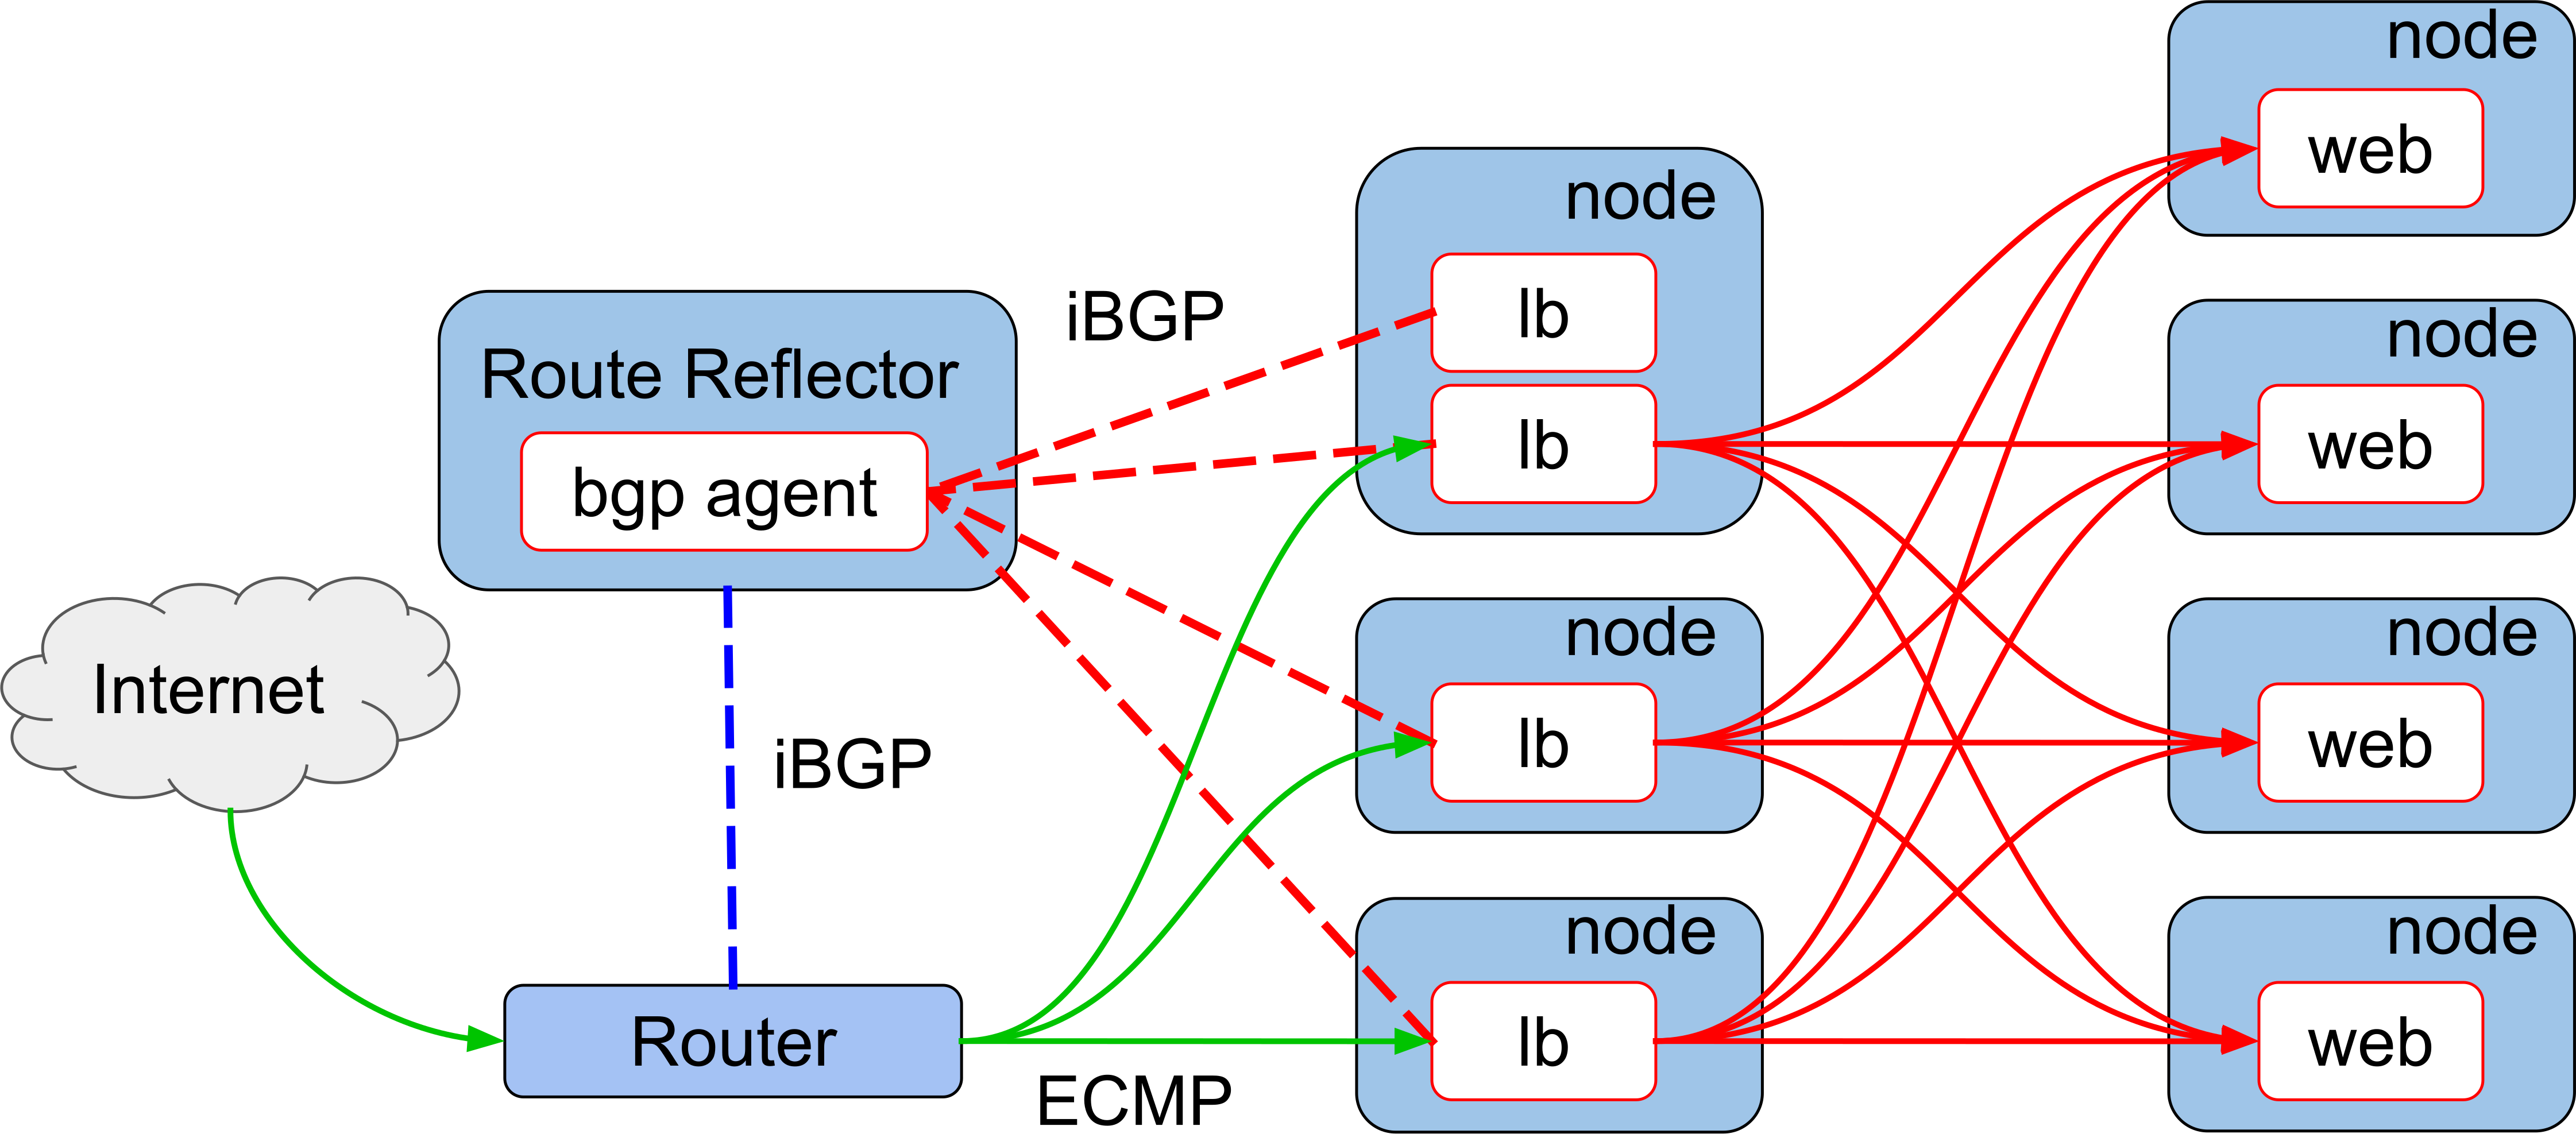 Internet
Route Reflector
bgp agent
iBGP
iBGP
Router
ECMP
node
lb
lb
node
lb
node
lb
node
web
node
web
node
web
node
web